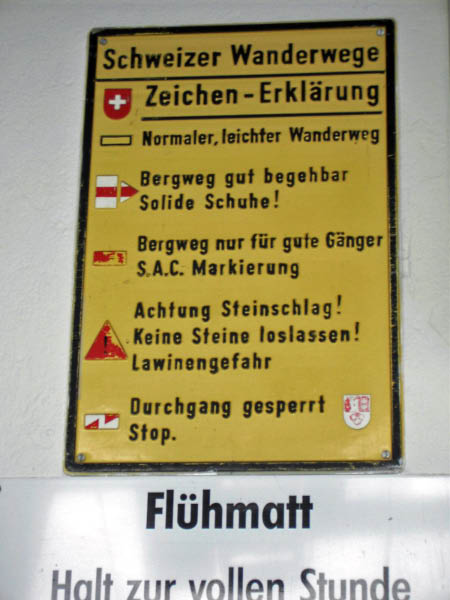 Schweizer Wanderwege
Zeichen-Erklärung
Normaler, leichter Wanderweg
Bergweg gut begehbar
Solide Schuhe!
Bergweg nur für gute Gänger
S.A.C. Markierung
Achtung Steinschlag!
Keine Steine loslassen!
Lawinengefahr
Durchgang gesperrt
Stop.
Flühmatt
Halt zur vollen Stunde